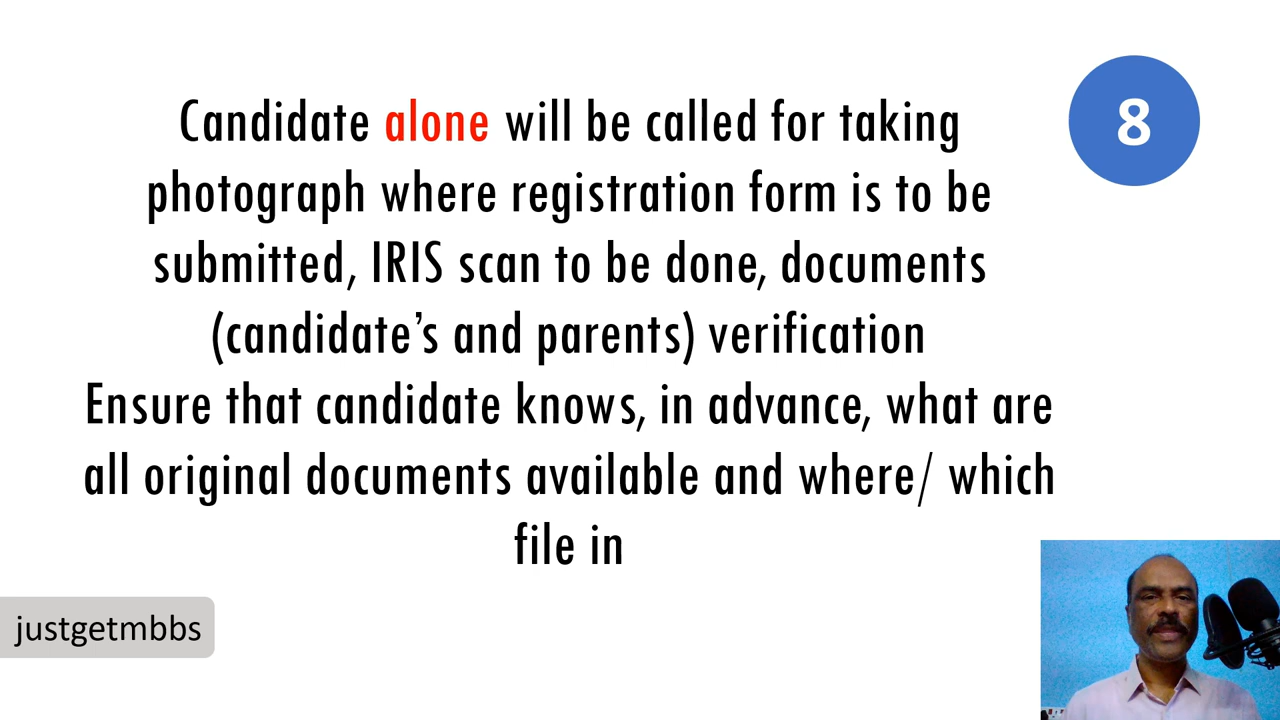 Candidate alone will be called for taking
photograph where registration form is to be
submitted, IRIS scan to be done, documents
(candidate’s and parents) verification
Ensure that candidate knows, in advance, what are
all original documents available and where/ which
file in
8
justgetmbbs